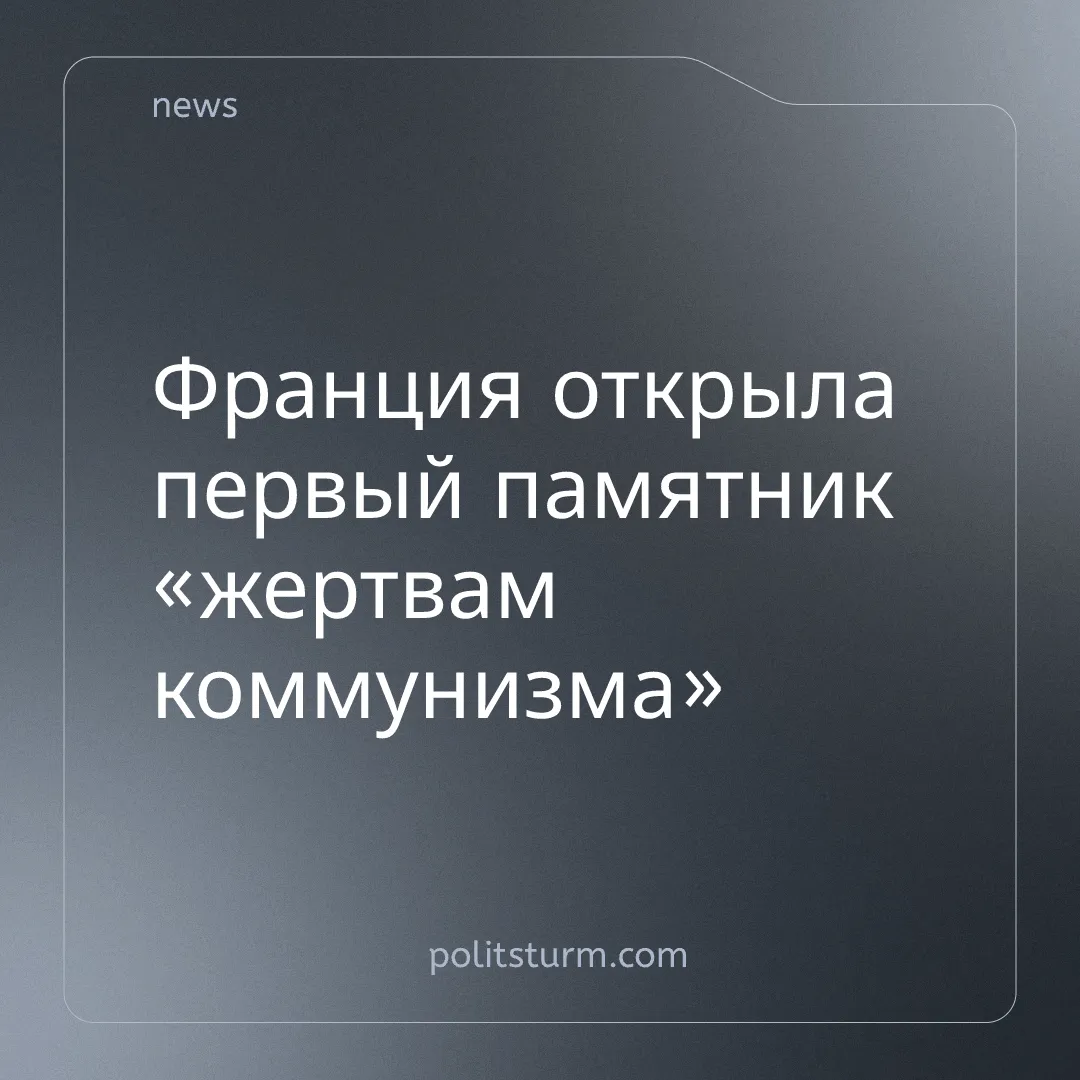 news
Франция открыла
первый памятник
«жертвам
коммунизма»
politsturm.com